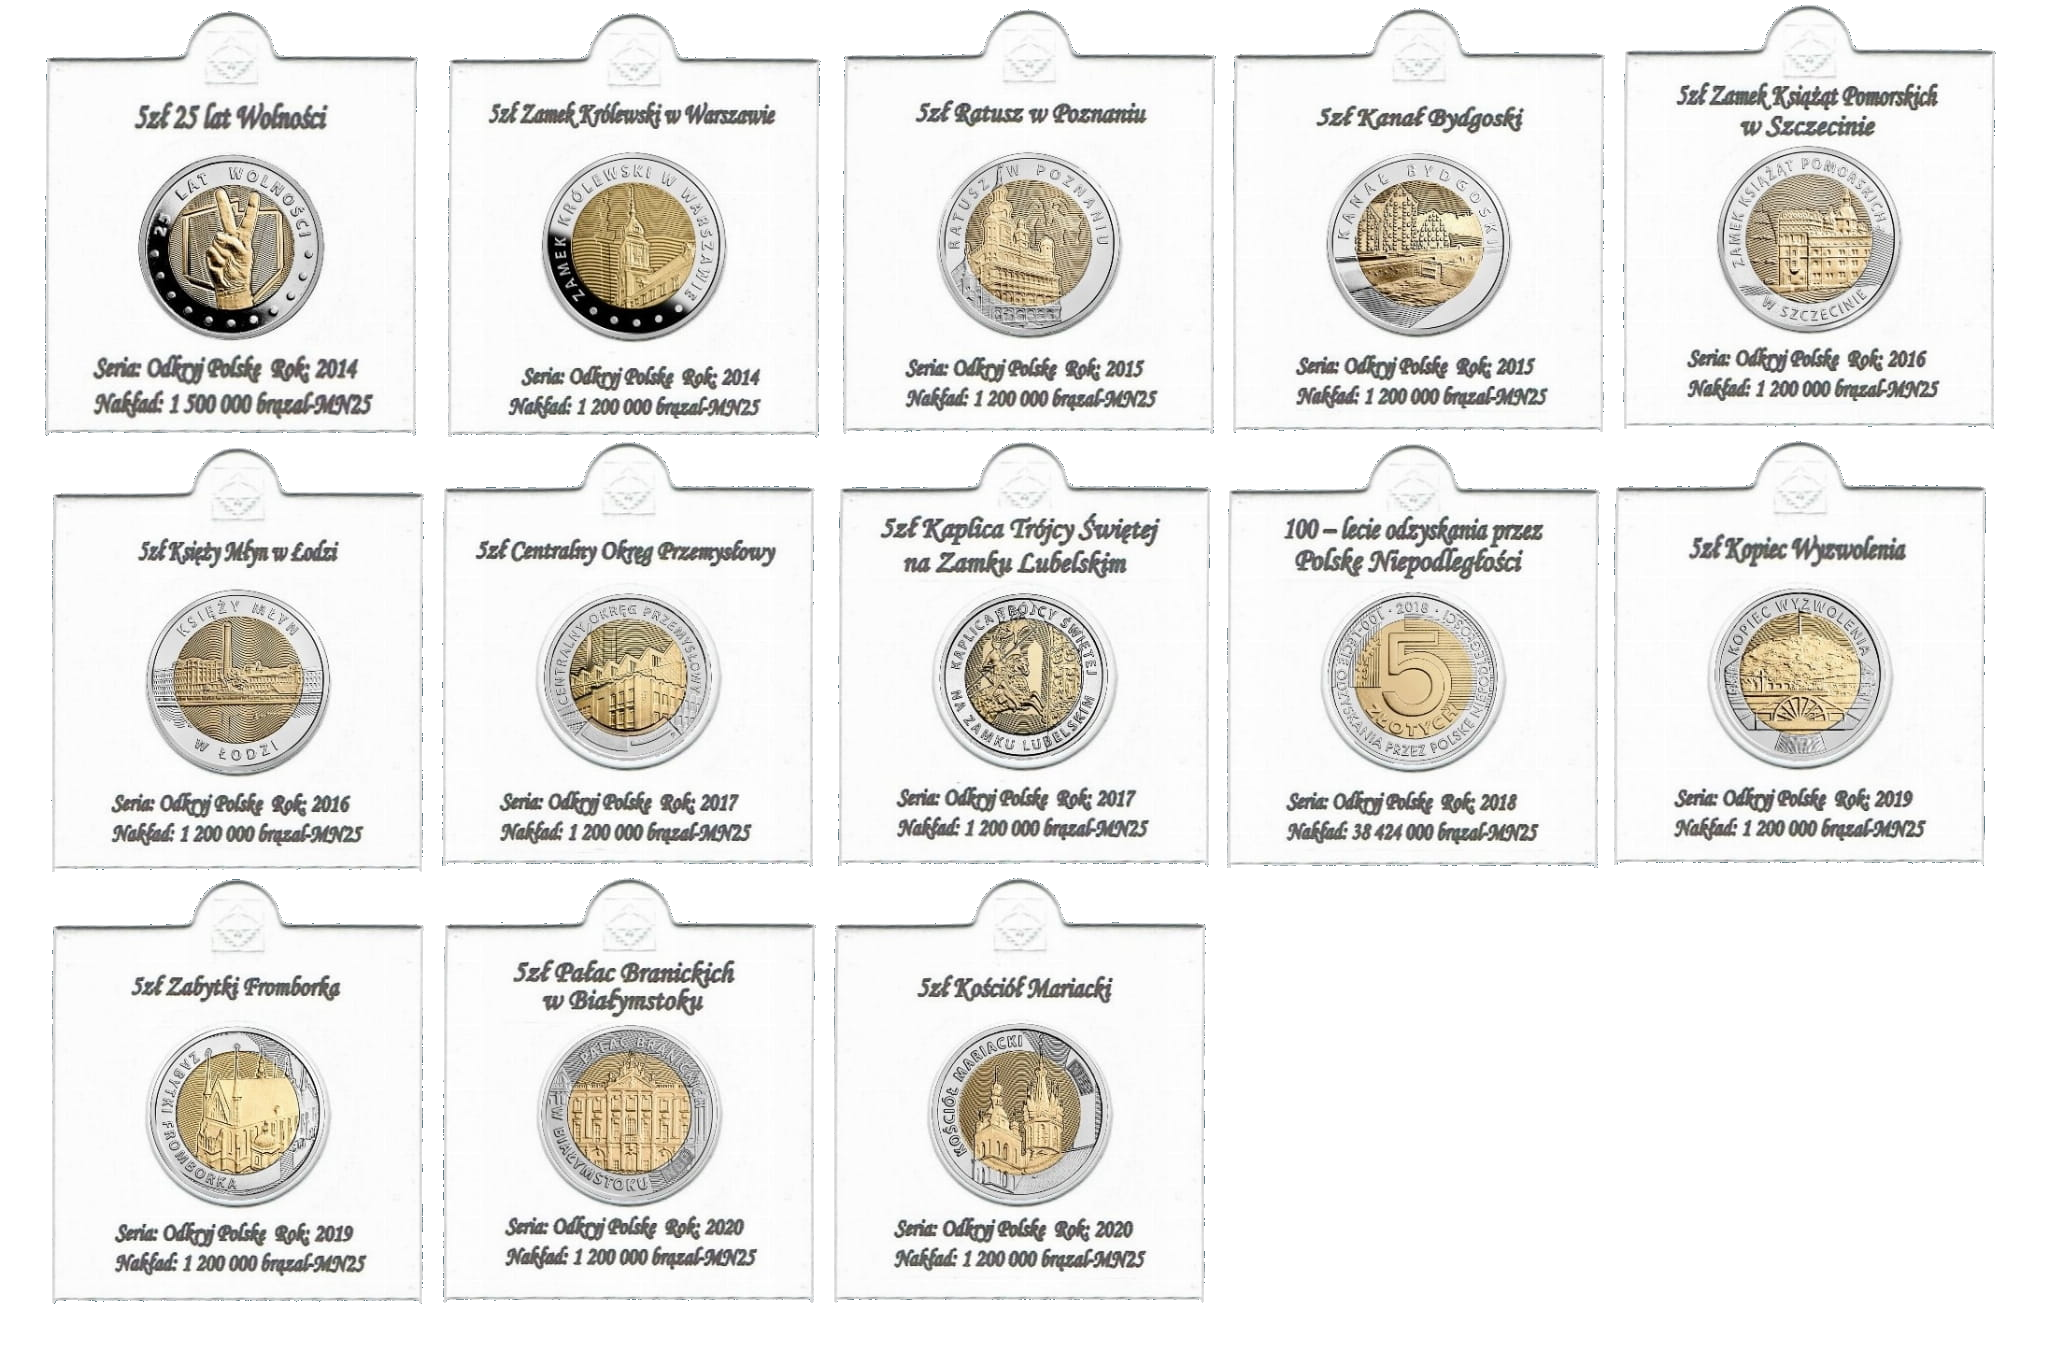 5zł 25 lat Wolności
25 LAT WOLNOŚCI
Seria: Odkryj Polskę Rok: 2014
Nakład: 1 500 000 brązal-MN25
5zł Zamek Królewski w Warszawie
ZAMEK KRÓLEWSKI W WARSZAWIE
Seria: Odkryj Polskę Rok: 2014
Nakład: 1 200 000 brązal-MN25
5zł Ratusz w Poznaniu
RATUSZ W POZNANIU
Seria: Odkryj Polskę Rok: 2015
Nakład: 1 200 000 brązal-MN25
5zł Kanał Bydgoski
KANAŁ BYDGOSKI
Seria: Odkryj Polskę Rok: 2015
Nakład: 1 200 000 brązal-MN25
5zł Zamek Książąt Pomorskich
w Szczecinie
ZAMEK KSIĄŻĄT POMORSKICH
W SZCZECINIE
Seria: Odkryj Polskę Rok: 2016
Nakład: 1 200 000 brązal-MN25
5zł Księży Młyn w Łodzi
KSIĘŻY MŁYN
W ŁODZI
Seria: Odkryj Polskę Rok: 2016
Nakład: 1 200 000 brązal-MN25
5zł Centralny Okręg Przemysłowy
CENTRALNY OKRĘG PRZEMYSŁOWY
Seria: Odkryj Polskę Rok: 2017
Nakład: 1 200 000 brązal-MN25
5zł Kaplica Trójcy Świętej
na Zamku Lubelskim
KAPLICA TRÓJCY ŚWIĘTEJ
NA ZAMKU LUBELSKIM
Seria: Odkryj Polskę Rok: 2017
Nakład: 1 200 000 brązal-MN25
100 – lecie odzyskania przez
Polskę Niepodległości
· 2018 ·
100-LECIE ODZYSKANIA PRZEZ POLSKĘ NIEPODLEGŁOŚCI
5
ZŁOTYCH
Seria: Odkryj Polskę Rok: 2018
Nakład: 38 424 000 brązal-MN25
5zł Kopiec Wyzwolenia
KOPIEC WYZWOLENIA
Seria: Odkryj Polskę Rok: 2019
Nakład: 1 200 000 brązal-MN25
5zł Zabytki Fromborka
ZABYTKI FROMBORKA
Seria: Odkryj Polskę Rok: 2019
Nakład: 1 200 000 brązal-MN25
5zł Pałac Branickich
w Białymstoku
PAŁAC BRANICKICH
W BIAŁYMSTOKU
Seria: Odkryj Polskę Rok: 2020
Nakład: 1 200 000 brązal-MN25
5zł Kościół Mariacki
KOŚCIÓŁ MARIACKI
Seria: Odkryj Polskę Rok: 2020
Nakład: 1 200 000 brązal-MN25